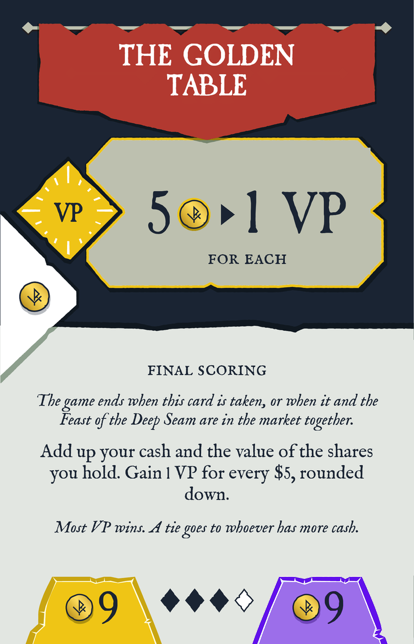 THE GOLDEN
TABLE
VP
5 ▶ 1 VP
FOR EACH
FINAL SCORING
The game ends when this card is taken, or when it and the
Feast of the Deep Seam are in the market together.
Add up your cash and the value of the shares
you hold. Gain 1 VP for every $5, rounded
down.
Most VP wins. A tie goes to whoever has more cash.
9
9